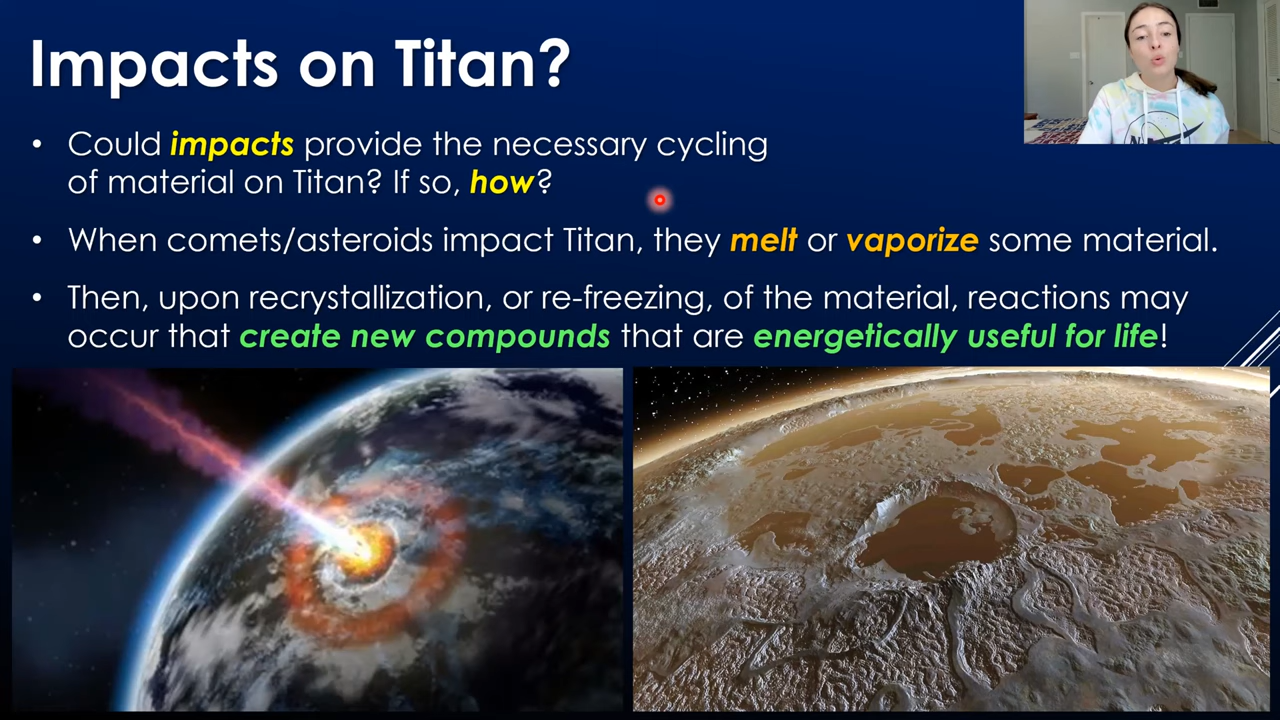 Impacts on Titan?
• Could impacts provide the necessary cycling
of material on Titan? If so, how?
• When comets/asteroids impact Titan, they melt or vaporize some material.
• Then, upon recrystallization, or re-freezing, of the material, reactions may
occur that create new compounds that are energetically useful for life!